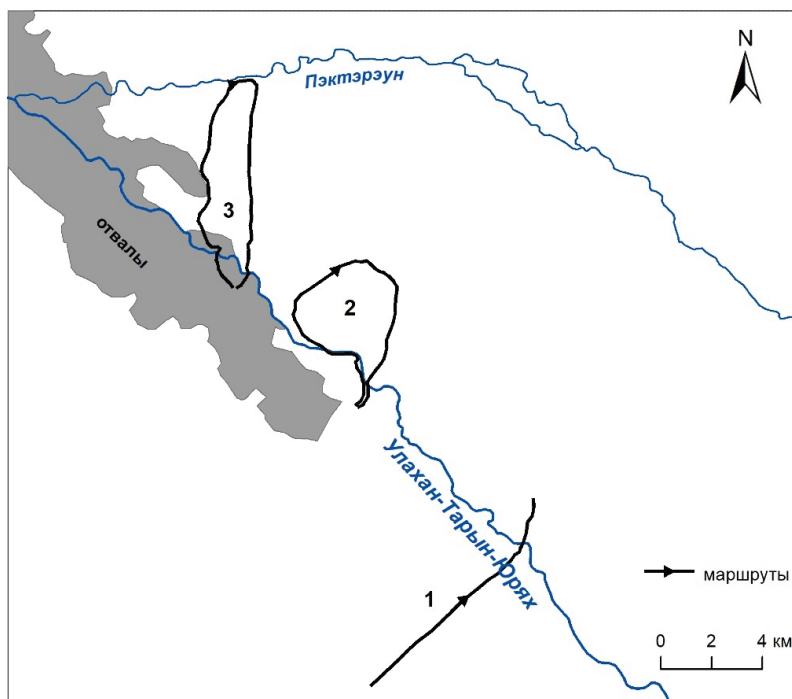 N
Пэктэрэун
3
отвалы
2
Улахан-Тарын-Юрях
1
маршруты
0 2 4 км